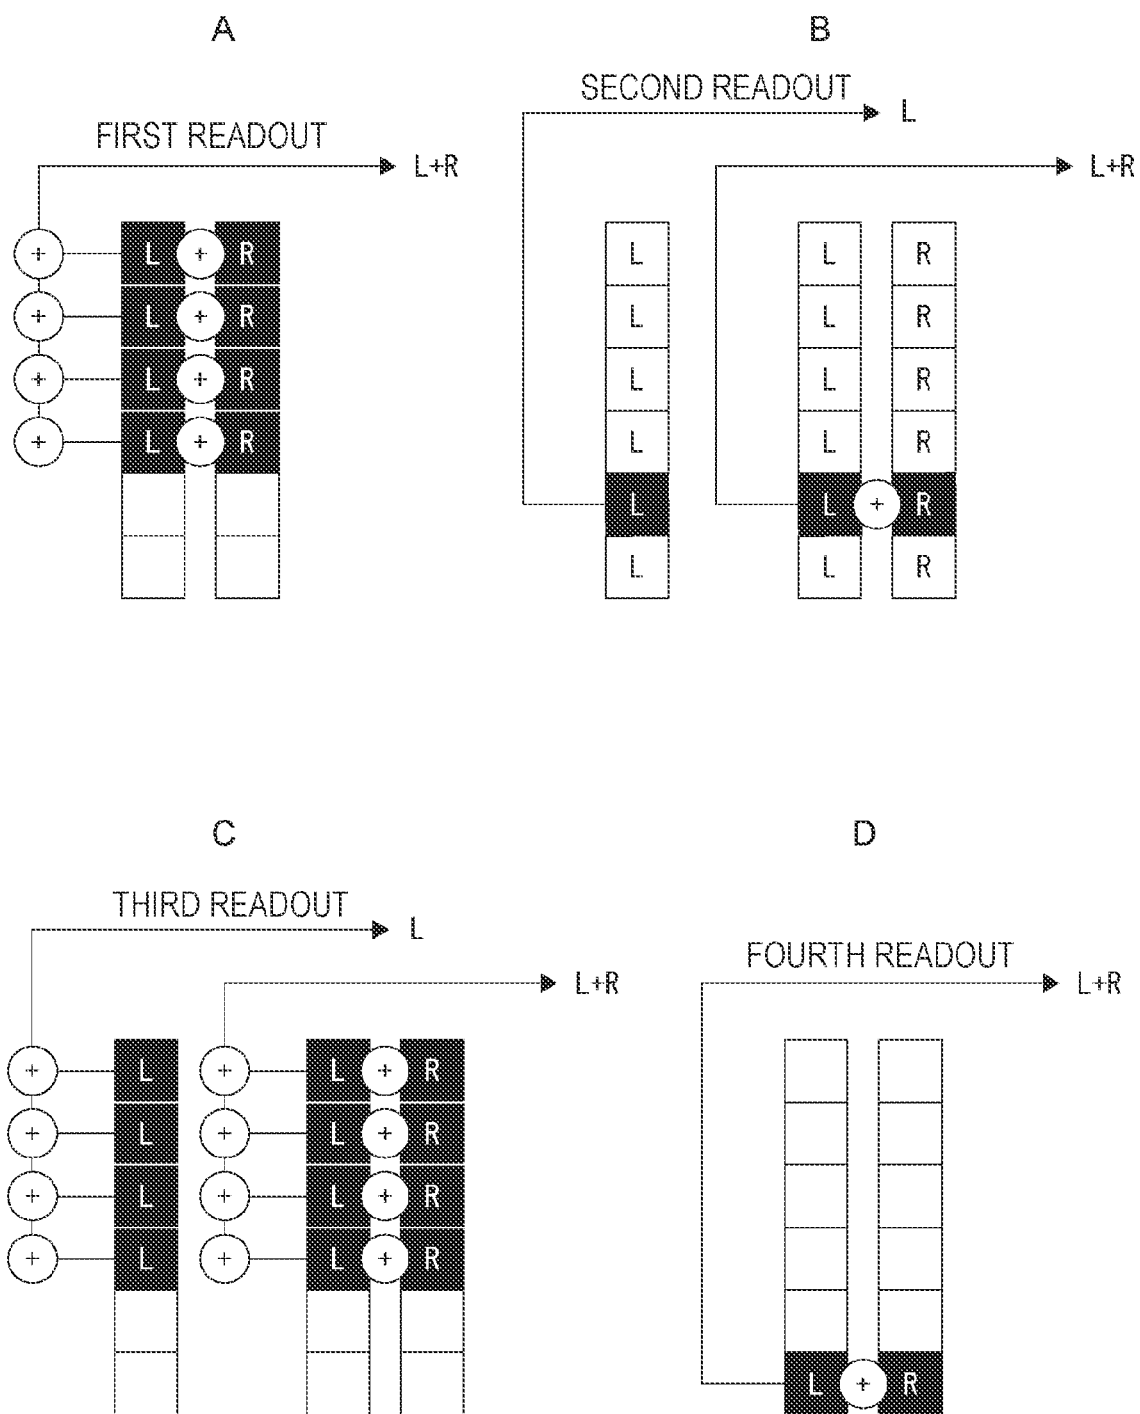 A
B
SECOND READOUT
L
FIRST READOUT
L+R
L+R
+ L + R
+ L + R
+ L + R
+ L + R
L L R
L L R
L L R
L L R
L L + R
L L R
C
D
THIRD READOUT
L
FOURTH READOUT
L+R
L+R
+ L + L + R
+ L + L + R
+ L + L + R
+ L + L + R
L + R